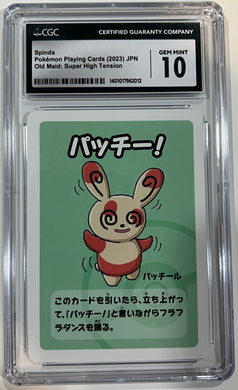 CGC
CERTIFIED GUARANTY COMPANY
Spinda
Pokémon Playing Cards (2023) JPN
Old Maid: Super High Tension
GEM MINT
10
1401017962012
パッチー!
パッチール
このカードを引いたら、立ち上がっ
て、「パッチー!」と言いながらフラフ
ラダンスを踊る。